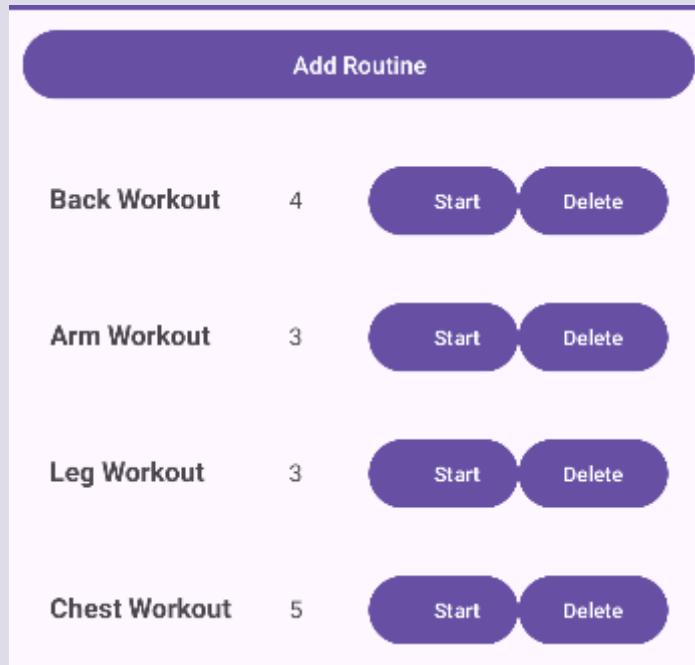 Add Routine
Back Workout 4 Start Delete
Arm Workout 3 Start Delete
Leg Workout 3 Start Delete
Chest Workout 5 Start Delete